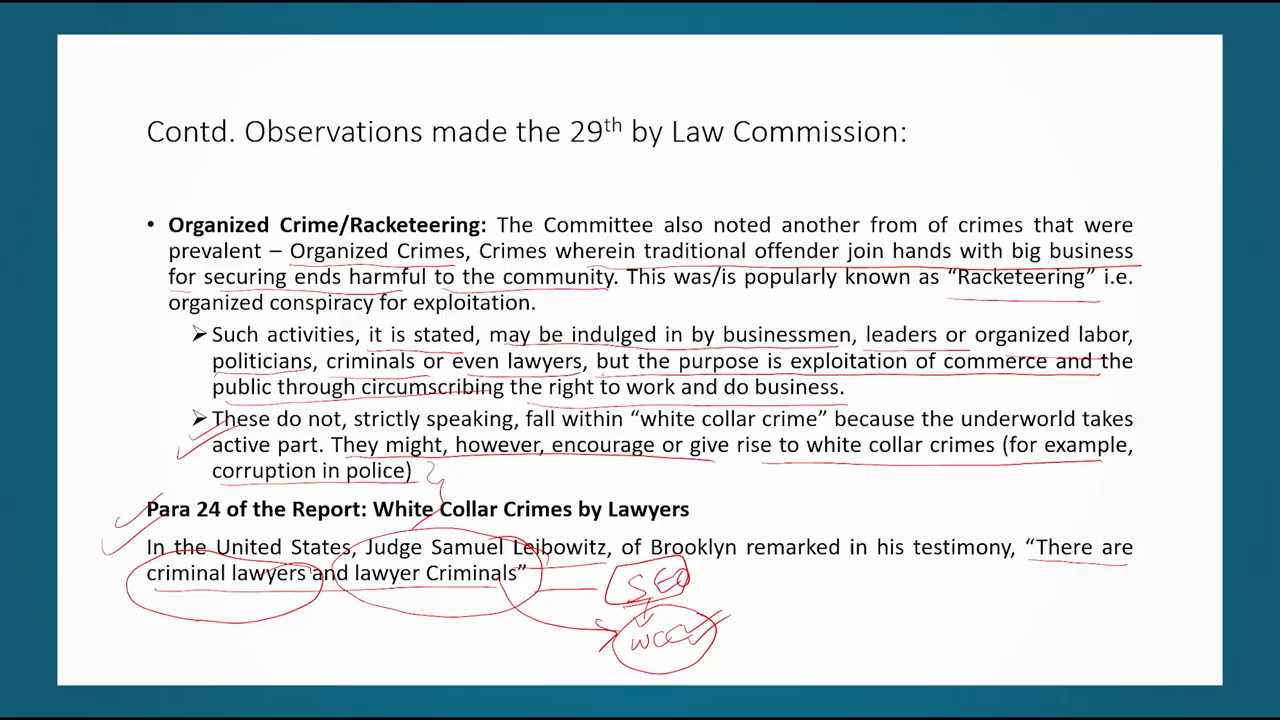 Contd. Observations made the 29th by Law Commission:
• Organized Crime/Racketeering: The Committee also noted another from of crimes that were
prevalent – Organized Crimes, Crimes wherein traditional offender join hands with big business
for securing ends harmful to the community. This was/is popularly known as “Racketeering” i.e.
organized conspiracy for exploitation.
➢Such activities, it is stated, may be indulged in by businessmen, leaders or organized labor,
politicians, criminals or even lawyers, but the purpose is exploitation of commerce and the
public through circumscribing the right to work and do business.
➢These do not, strictly speaking, fall within “white collar crime” because the underworld takes
active part. They might, however, encourage or give rise to white collar crimes (for example,
corruption in police)
Para 24 of the Report: White Collar Crimes by Lawyers
In the United States, Judge Samuel Leibowitz, of Brooklyn remarked in his testimony, “There are
criminal lawyers and lawyer Criminals”
SEO
WCC